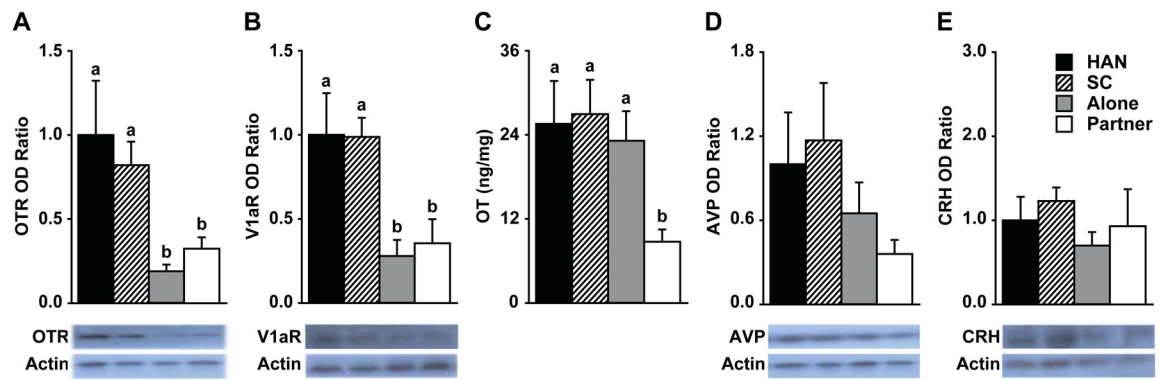 A
OTR OD Ratio
1.5
1.0
0.5
0.0
a
a
b
b
OTR
Actin
B
V1aR OD Ratio
1.5
1.0
0.5
0.0
a
a
b
b
V1aR
Actin
C
OT (ng/mg)
36
24
12
0
a
a
a
b
D
AVP OD Ratio
1.8
1.2
0.6
0.0
AVP
Actin
E
CRH OD Ratio
3.0
2.0
1.0
0.0
HAN
SC
Alone
Partner
CRH
Actin